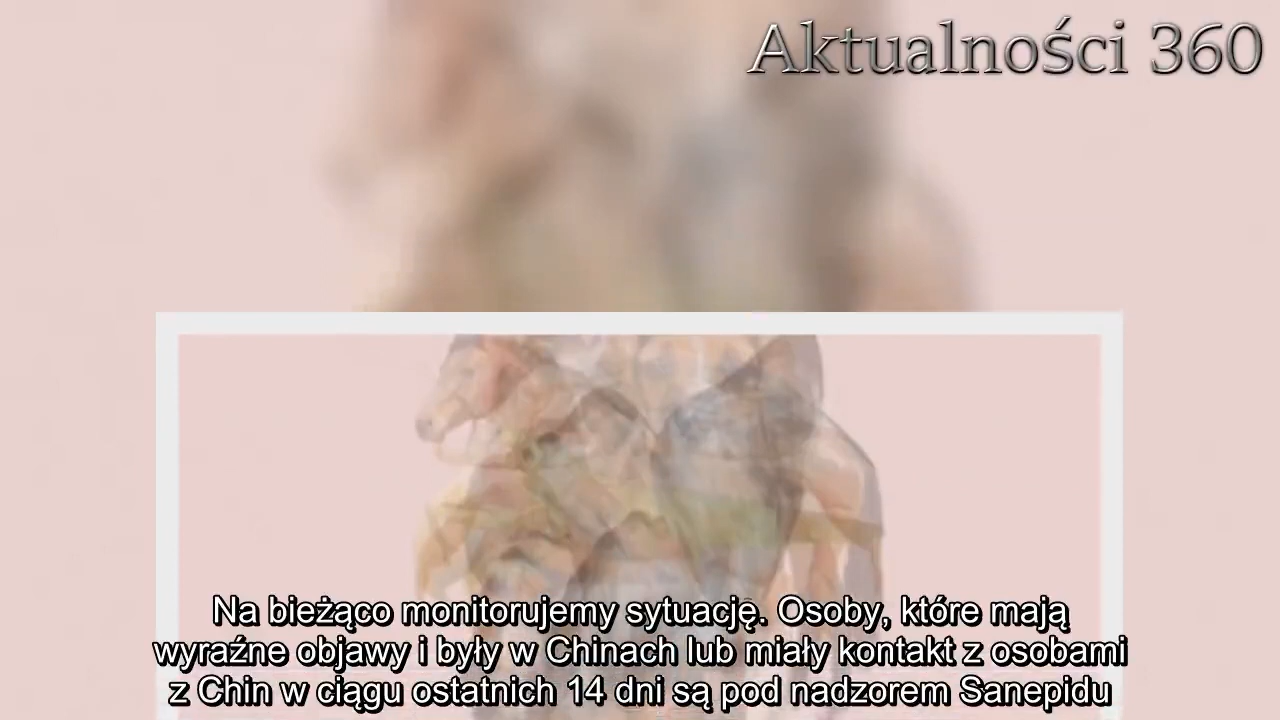 Aktualności 360
Na bieżąco monitorujemy sytuację. Osoby, które mają
wyraźne objawy i były w Chinach lub miały kontakt z osobami
z Chin w ciągu ostatnich 14 dni są pod nadzorem Sanepidu